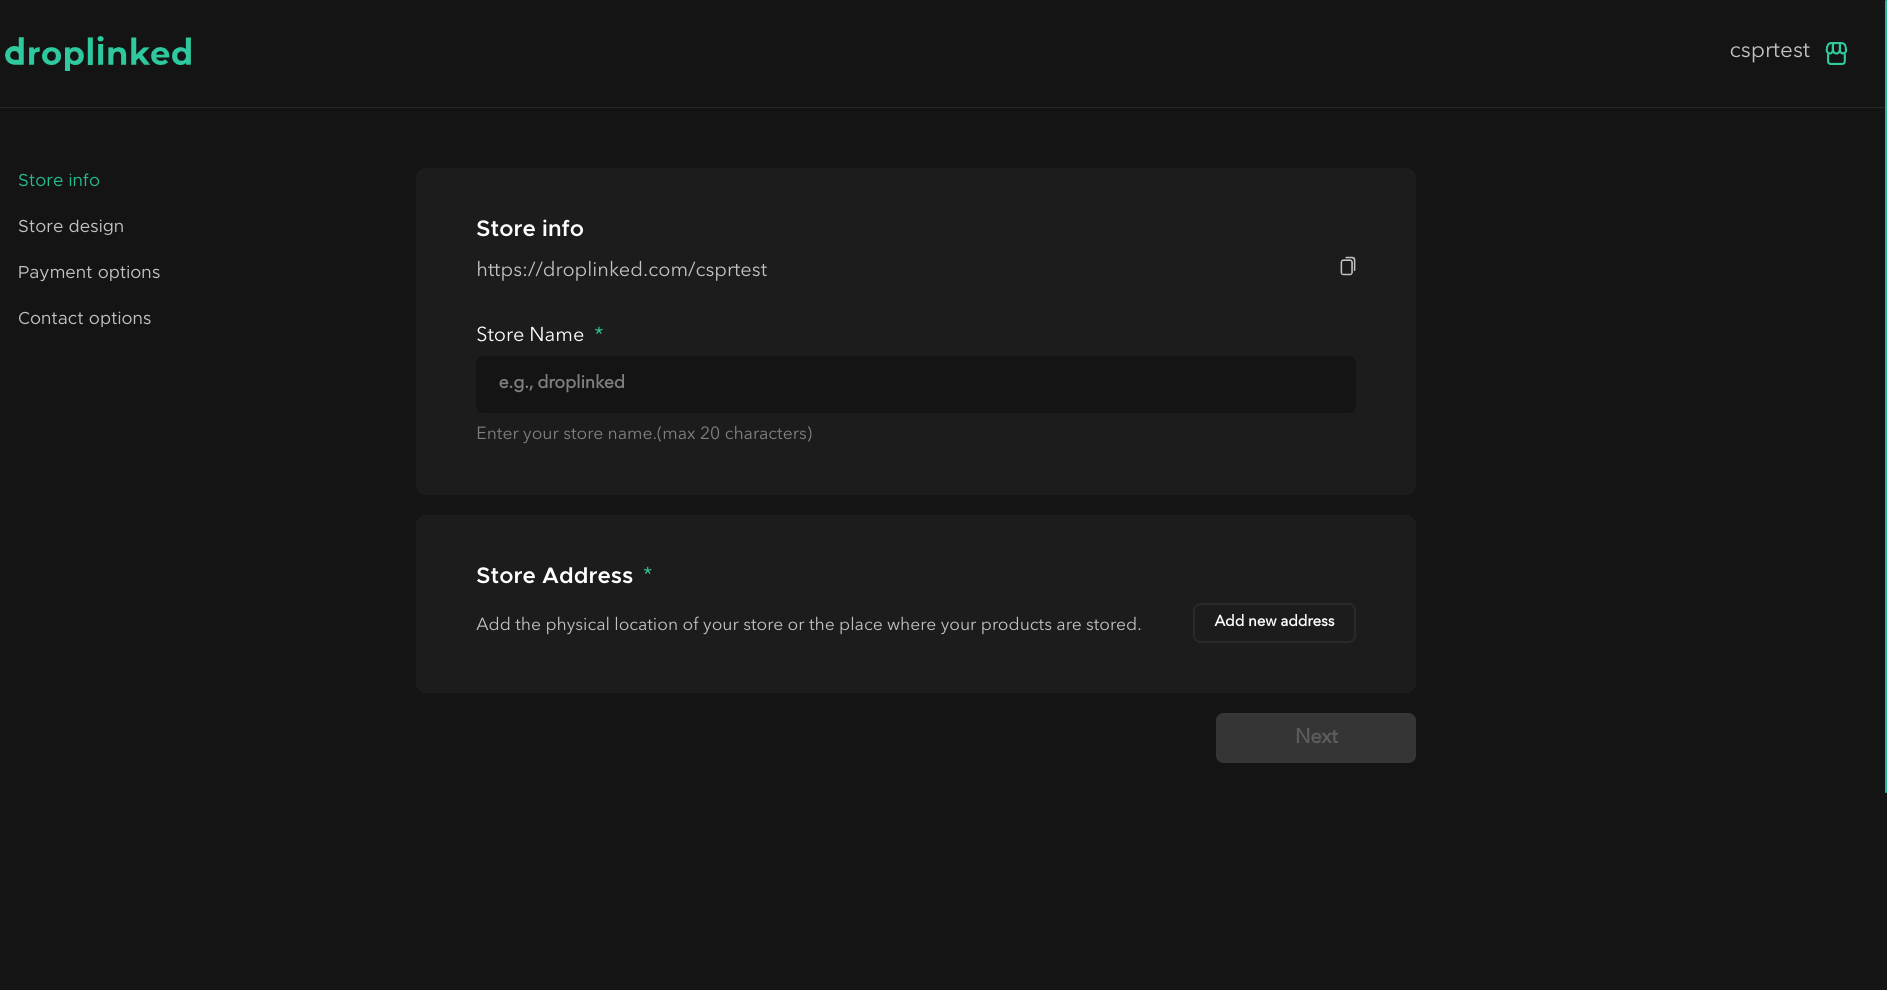 droplinked
csprtest
Store info
Store design
Payment options
Contact options
Store info
https://droplinked.com/csprtest
Store Name *
e.g., droplinked
Enter your store name.(max 20 characters)
Store Address *
Add the physical location of your store or the place where your products are stored.
Add new address
Next